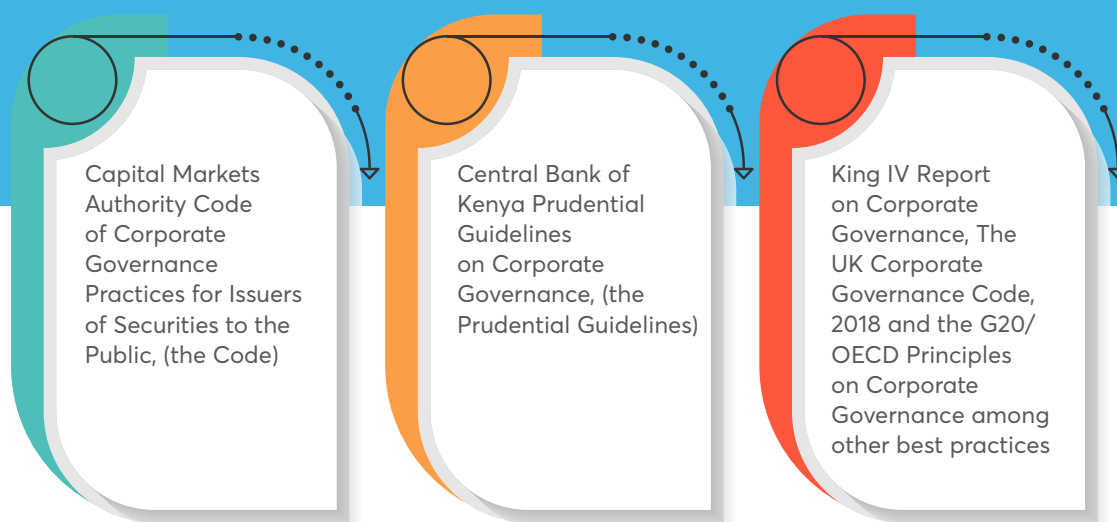 Capital Markets
Authority Code
of Corporate
Governance
Practices for Issuers
of Securities to the
Public, (the Code)
Central Bank of
Kenya Prudential
Guidelines
on Corporate
Governance, (the
Prudential Guidelines)
King IV Report
on Corporate
Governance, The
UK Corporate
Governance Code,
2018 and the G20/
OECD Principles
on Corporate
Governance among
other best practices